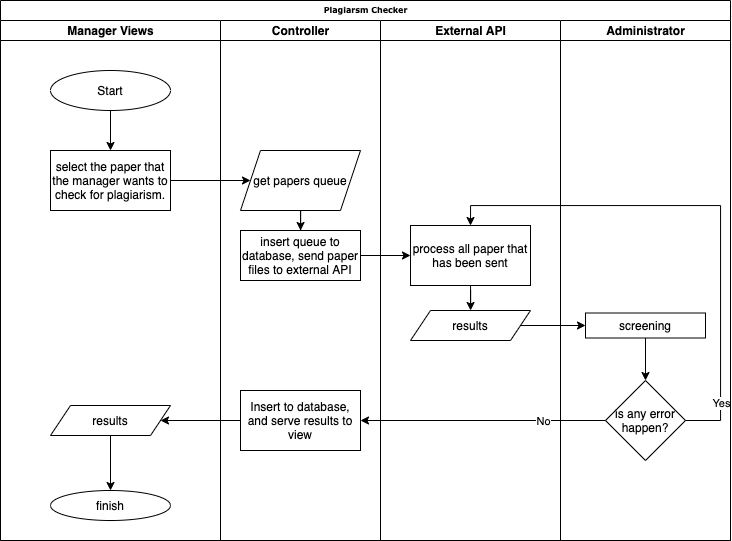 Plagiarsm Checker
Manager Views
Controller
External API
Administrator
Start
select the paper that
the manager wants to
check for plagiarism.
get papers queue
insert queue to
database, send paper
files to external API
process all paper that
has been sent
results
screening
is any error
happen?
Yes
No
Insert to database,
and serve results to
view
results
finish